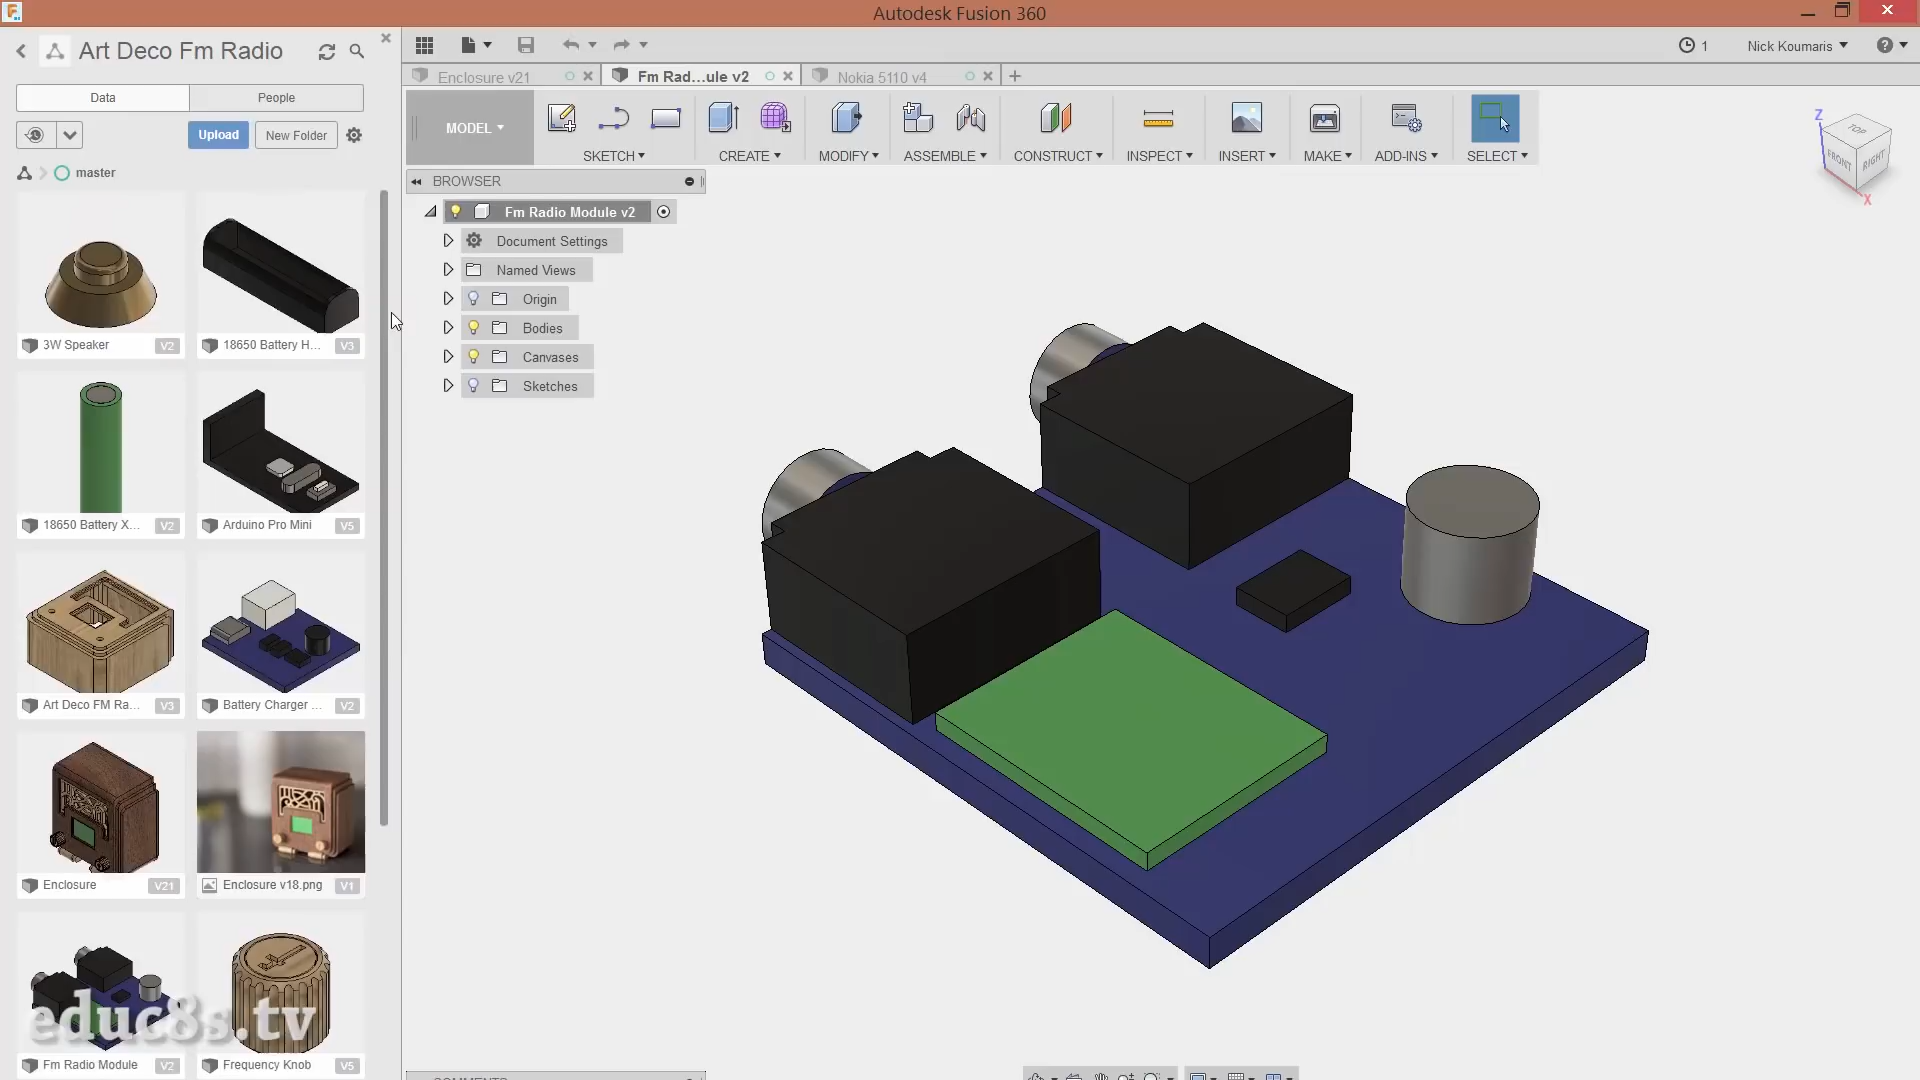 Autodesk Fusion 360
Art Deco Fm Radio
1
Nick Koumaris
Enclosure v21
Fm Rad...ule v2
Nokia 5110 v4
Data
People
MODEL
SKETCH
CREATE
MODIFY
ASSEMBLE
CONSTRUCT
INSPECT
INSERT
MAKE
ADD-INS
SELECT
Upload
New Folder
master
BROWSER
Fm Radio Module v2
Document Settings
Named Views
Origin
Bodies
Canvases
Sketches
Z
TOP
FRONT
RIGHT
X
3W Speaker
V2
18650 Battery H...
V3
18650 Battery X...
V2
Arduino Pro Mini
V5
Art Deco FM Ra...
V3
Battery Charger ...
V2
Enclosure
V21
Enclosure v18.png
V1
educ8s.tv
Fm Radio Module
V2
Frequency Knob
V5